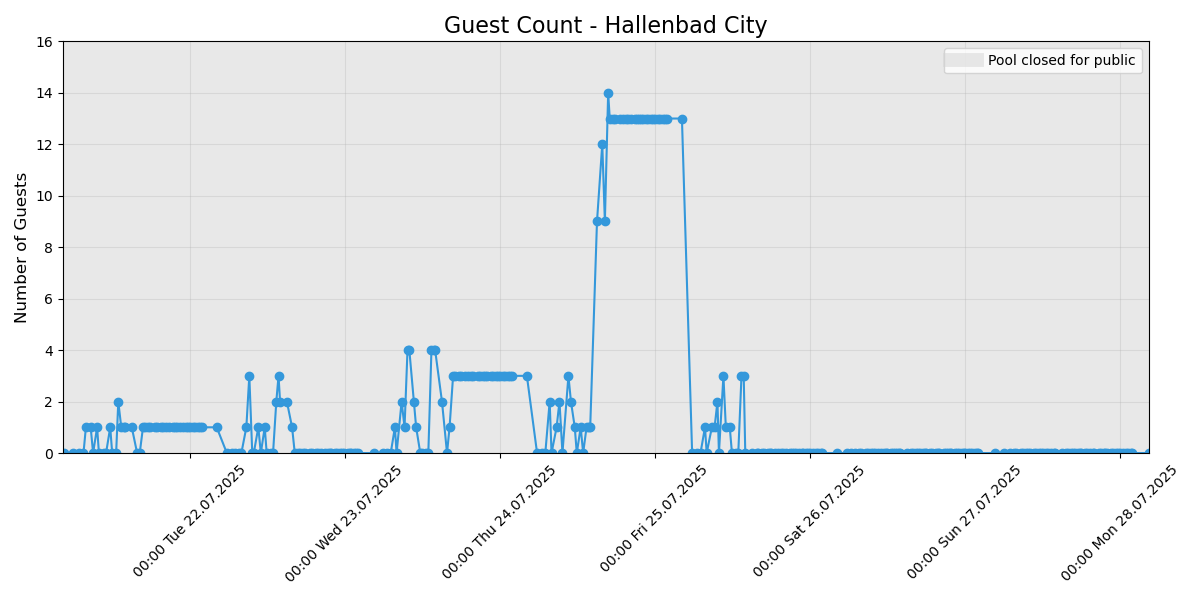 Guest Count - Hallenbad City
Pool closed for public
Number of Guests
16
14
12
10
8
6
4
2
0
00:00 Tue 22.07.2025
00:00 Wed 23.07.2025
00:00 Thu 24.07.2025
00:00 Fri 25.07.2025
00:00 Sat 26.07.2025
00:00 Sun 27.07.2025
00:00 Mon 28.07.2025